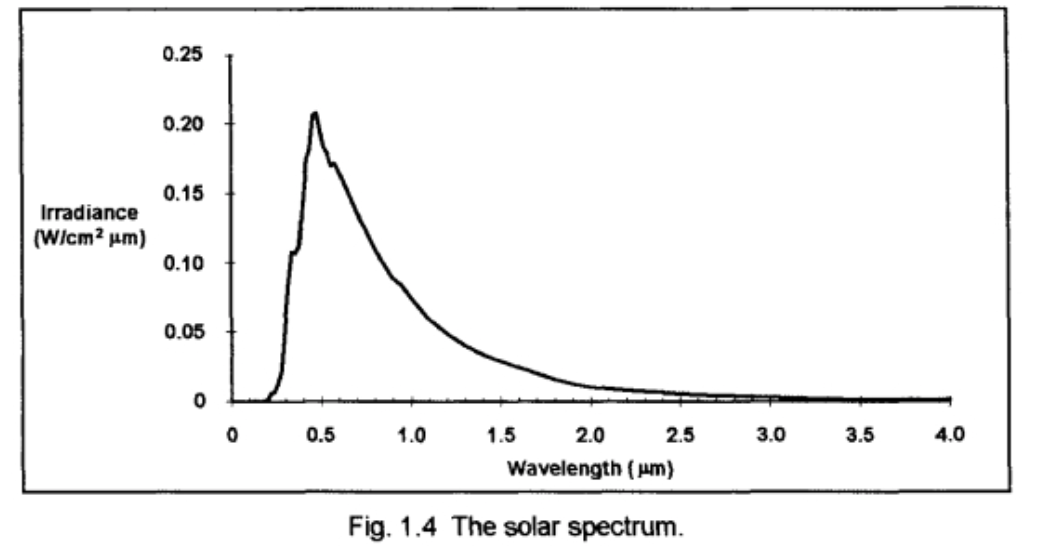 0.25
0.20
0.15
Irradiance
(W/cm² μm)
0.10
0.05
0
0 0.5 1.0 1.5 2.0 2.5 3.0 3.5 4.0
Wavelength ( μm)
Fig. 1.4 The solar spectrum.